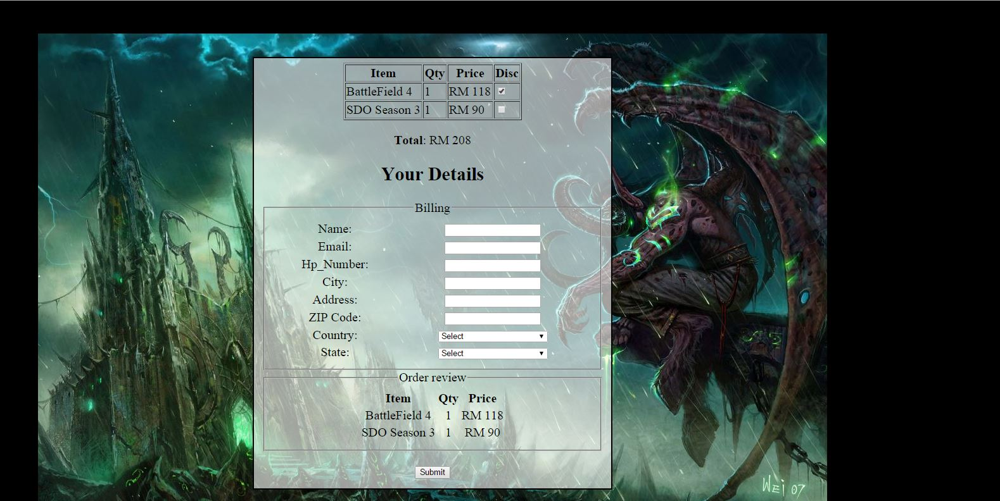 Item Qty Price Disc
BattleField 4 1 RM 118
SDO Season 3 1 RM 90
Total: RM 208
Your Details
Billing
Name:
Email:
Hp_Number:
City:
Address:
ZIP Code:
Country: Select
State: Select
Order review
Item Qty Price
BattleField 4 1 RM 118
SDO Season 3 1 RM 90
Submit
Wei 07